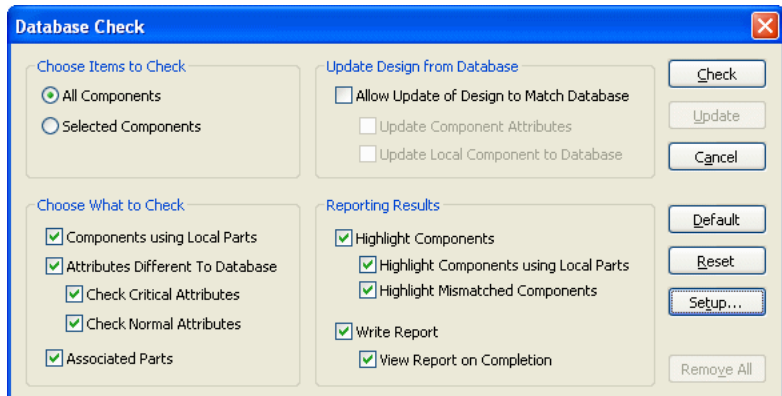 Database Check
Choose Items to Check
All Components
Selected Components
Update Design from Database
Allow Update of Design to Match Database
Update Component Attributes
Update Local Component to Database
Check
Update
Cancel
Choose What to Check
Components using Local Parts
Attributes Different To Database
Check Critical Attributes
Check Normal Attributes
Associated Parts
Reporting Results
Highlight Components
Highlight Components using Local Parts
Highlight Mismatched Components
Write Report
View Report on Completion
Default
Reset
Setup...
Remove All